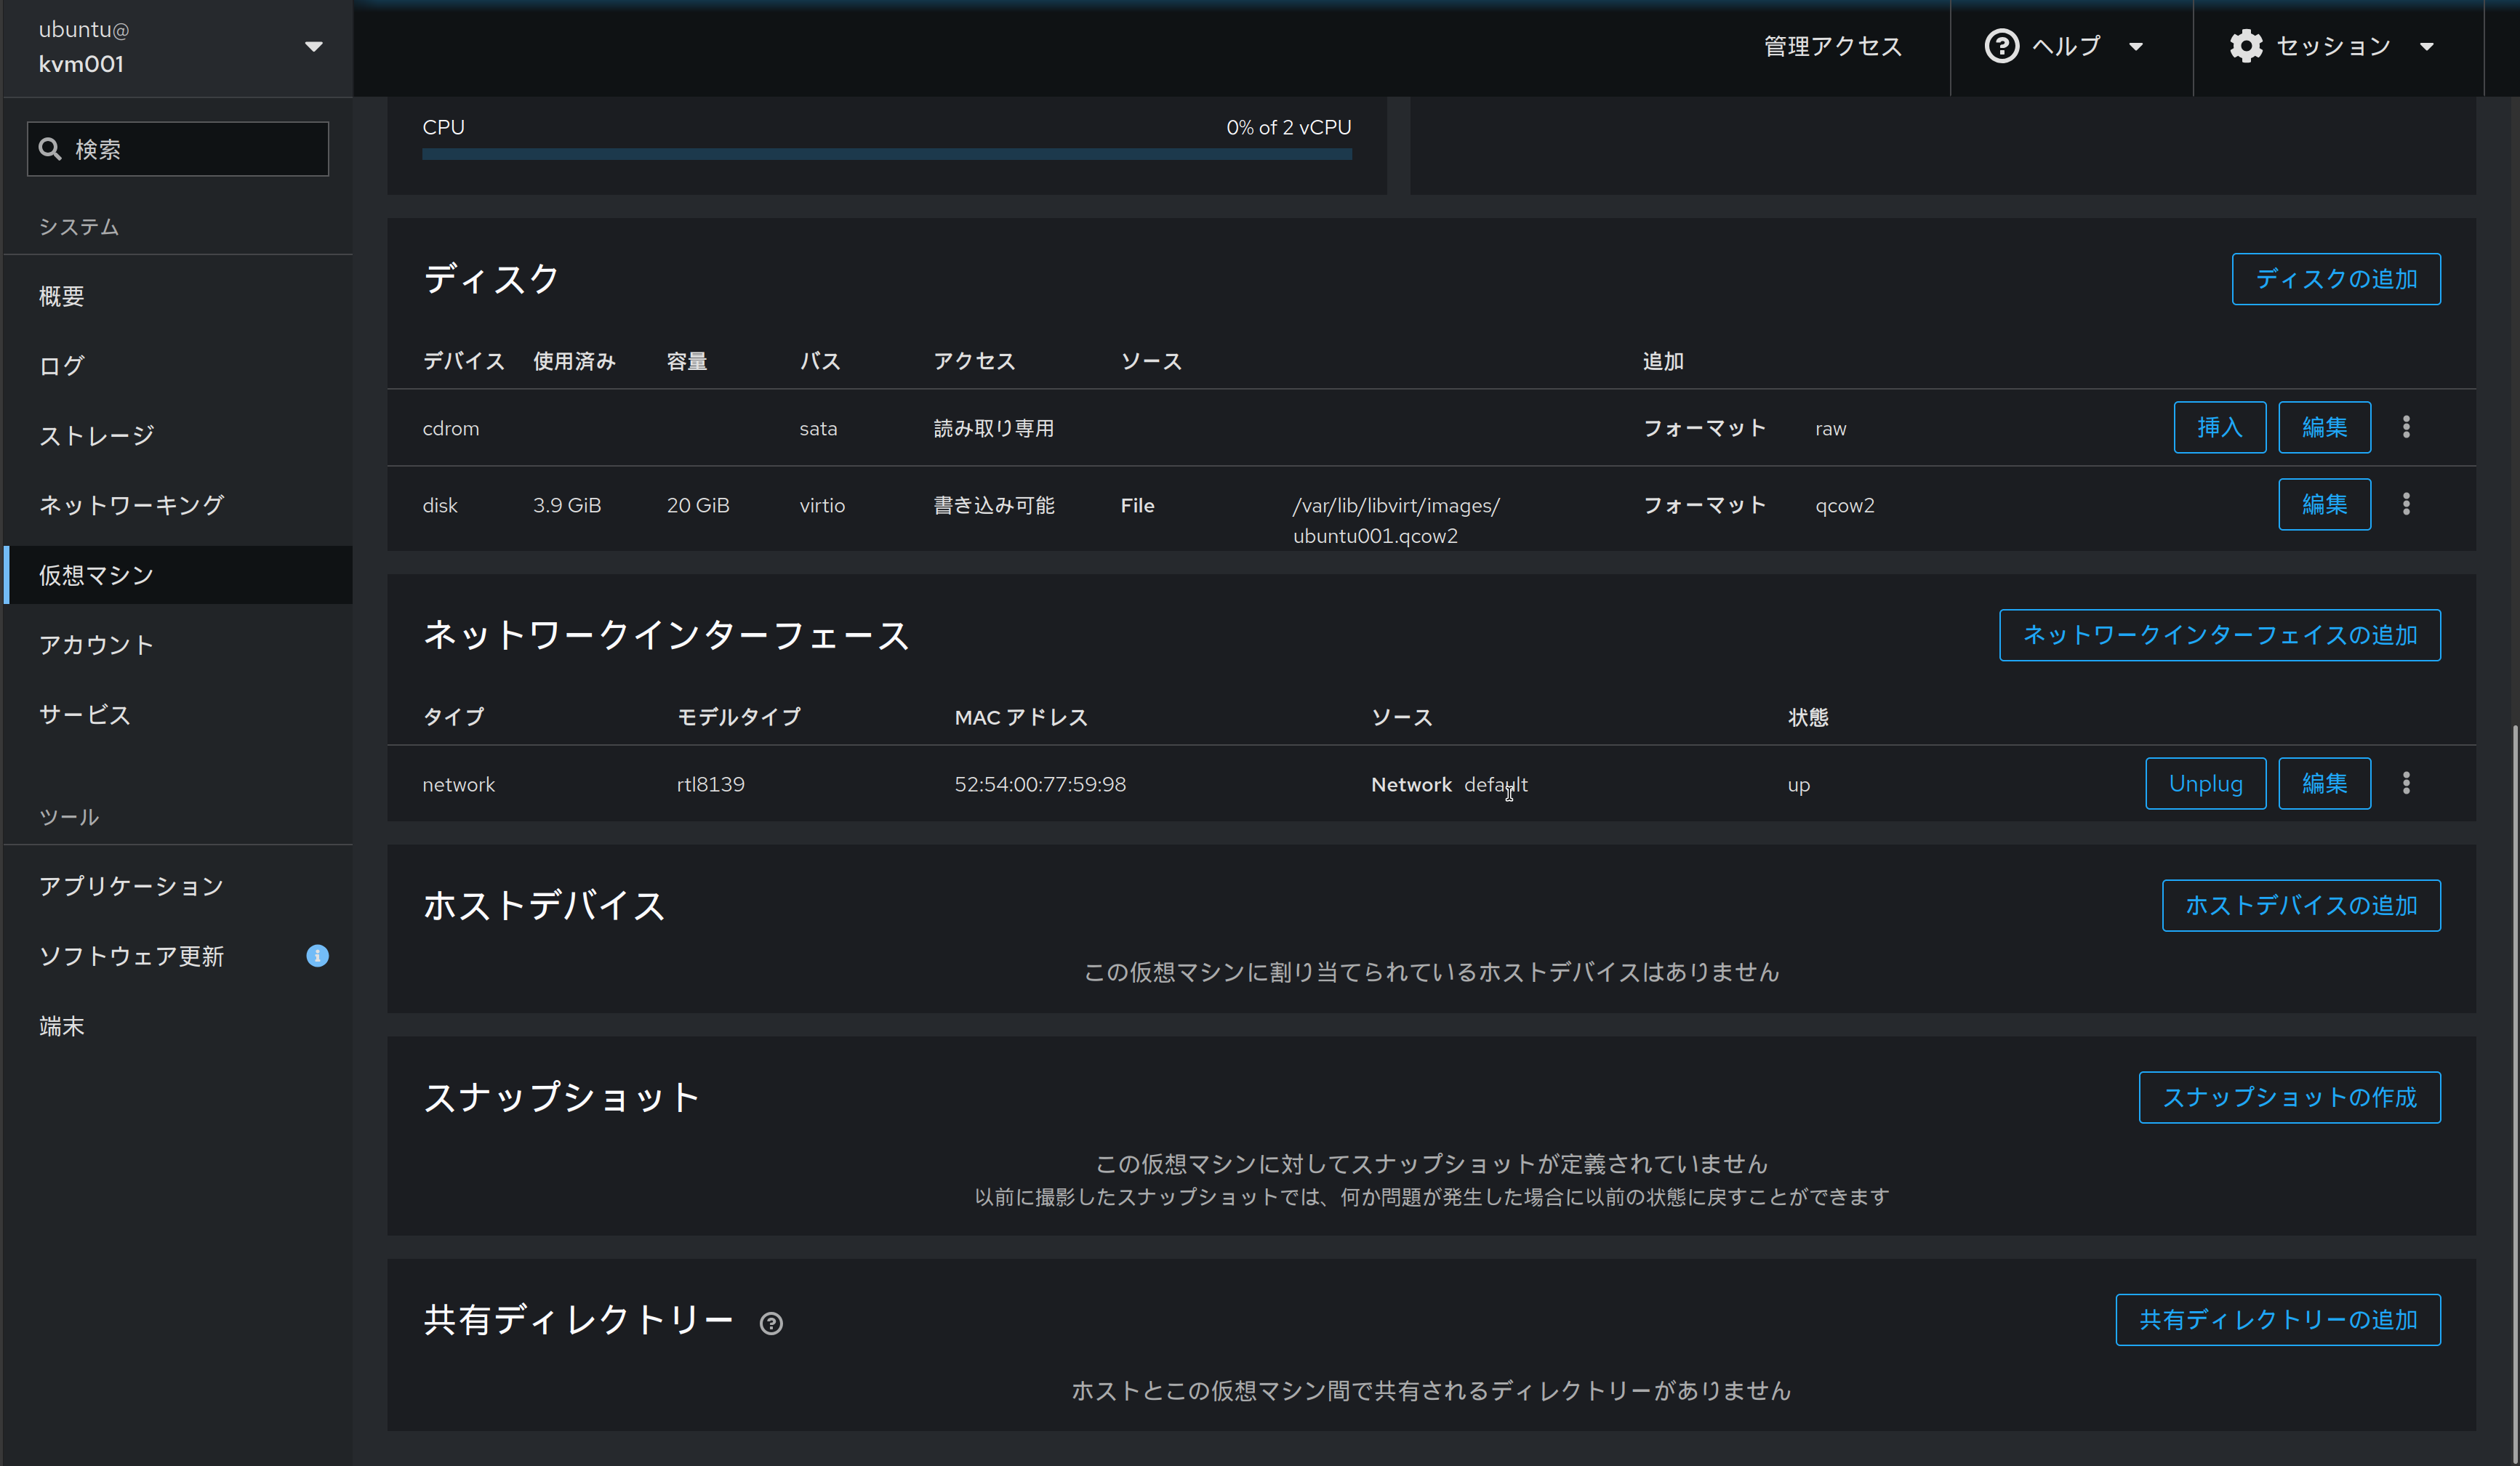 ubuntu@
kvm001
管理アクセス
ヘルプ
セッション
検索
システム
概要
ログ
ストレージ
ネットワーキング
仮想マシン
アカウント
サービス
ツール
アプリケーション
ソフトウェア更新
端末
CPU 0% of 2 vCPU
ディスク ディスクの追加
デバイス 使用済み 容量 バス アクセス ソース 追加
cdrom sata 読み取り専用 フォーマット raw 挿入 編集
disk 3.9 GiB 20 GiB virtio 書き込み可能 File /var/lib/libvirt/images/ フォーマット qcow2 編集
ubuntu001.qcow2
ネットワークインターフェース ネットワークインターフェイスの追加
タイプ モデルタイプ MAC アドレス ソース 状態
network rtl8139 52:54:00:77:59:98 Network default up Unplug 編集
ホストデバイス ホストデバイスの追加
この仮想マシンに割り当てられているホストデバイスはありません
スナップショット スナップショットの作成
この仮想マシンに対してスナップショットが定義されていません
以前に撮影したスナップショットでは、何か問題が発生した場合に以前の状態に戻すことができます
共有ディレクトリー 共有ディレクトリーの追加
ホストとこの仮想マシン間で共有されるディレクトリーがありません